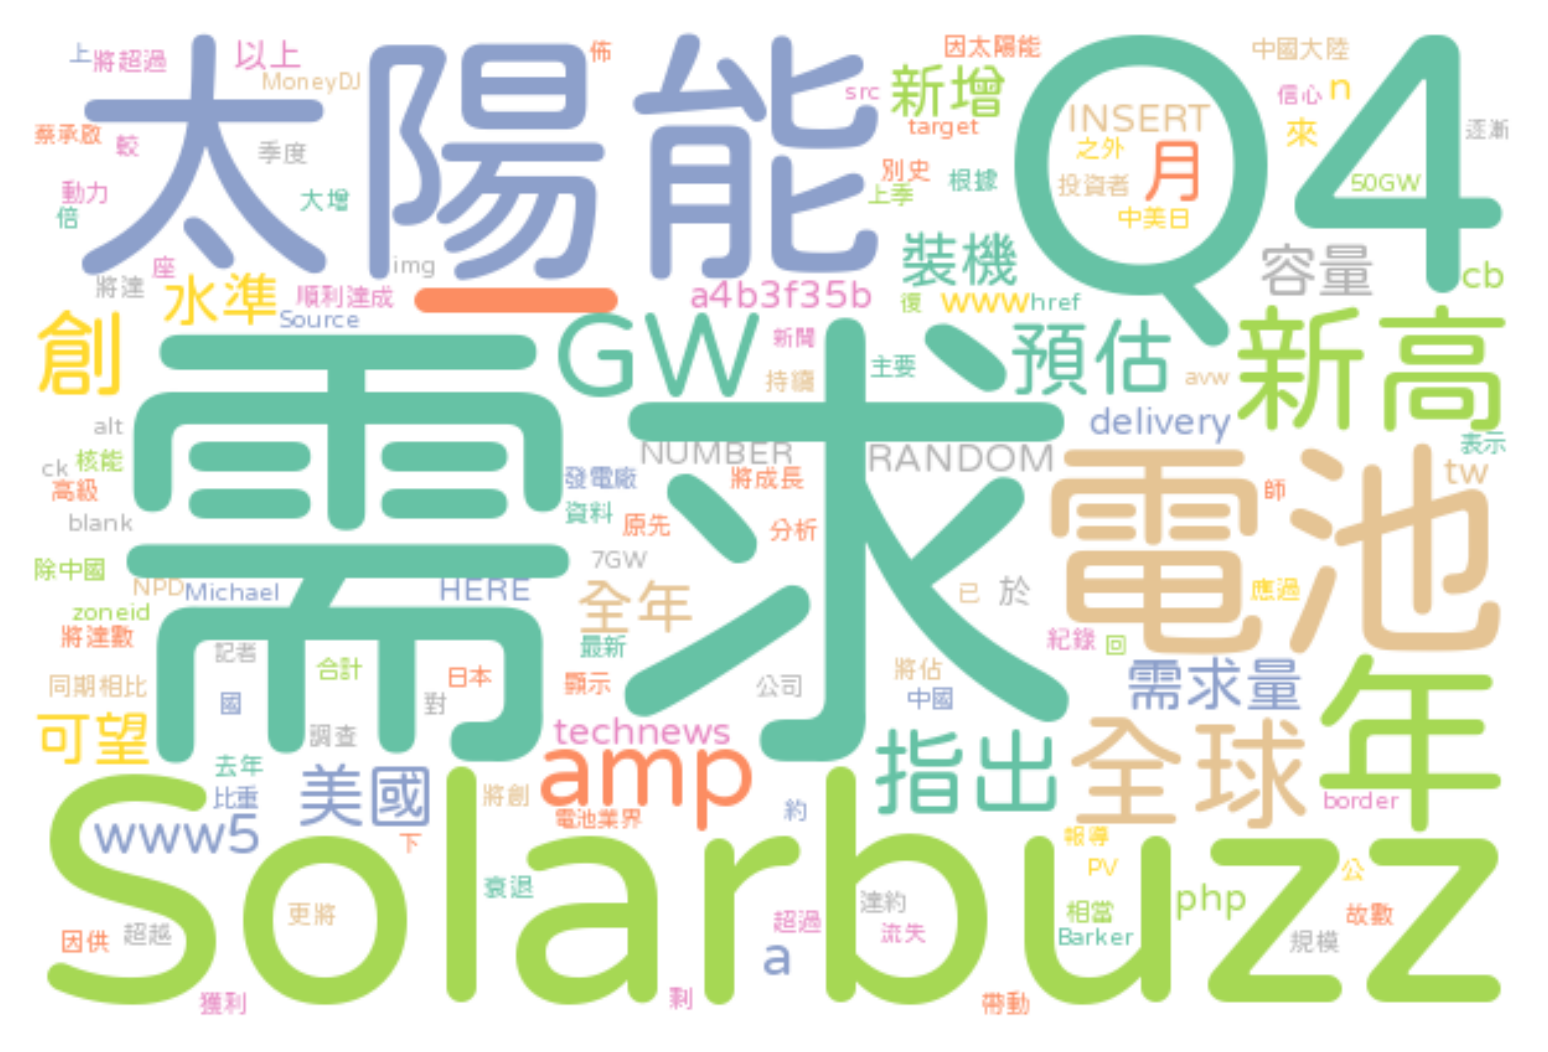 上
將超過
以上
MoneyDJ
佈
太陽能
蔡承啟
較
季度
動力
倍
大增
座
將達
水準
順利達成
img
Source
一
src
新增
因太陽能
target
別史
上季
根據
Q4
INSERT
之外
月
投資者
中美日
中國大陸
信心
n
來
逐漸
50GW
裝機
容量
cb
a4b3f35b
復
www
href
創
GW
新聞
持續
主要
預估
avw
新高
需求
alt
ck
核能
高級
blank
delivery
表示
NUMBER
RANDOM
發電廠
將成長
資料
原先
分析
7GW
電池
師
tw
除中國
NPD
Michael
HERE
zoneid
將達數
全年
最新
已
於
應過
紀錄
回
記者
合計
日本
顯示
同期相比
國
對
公司
將佔
中國
需求量
年
可望
調查
technews
去年
比重
美國
將創
amp
電池業界
約
指出
全球
border
www5
下
Solarbuzz
報導
PV
公
衰退
達約
php
更將
超過
流失
相當
Barker
故數
規模
因供
超越
a
獲利
剩
帶動